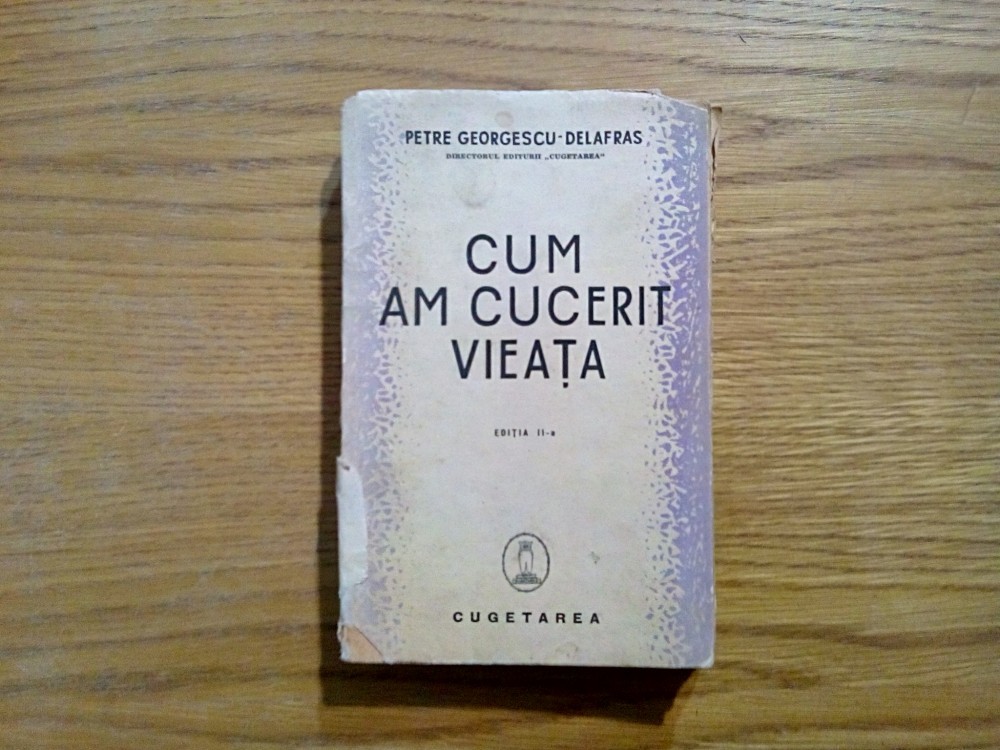 PETRE GEORGESCU-DELAFRAS
DIRECTORUL EDITURII „CUGETAREA"
CUM
AM CUCERIT
VIEAȚA
EDIȚIA II-a
CUGETAREA